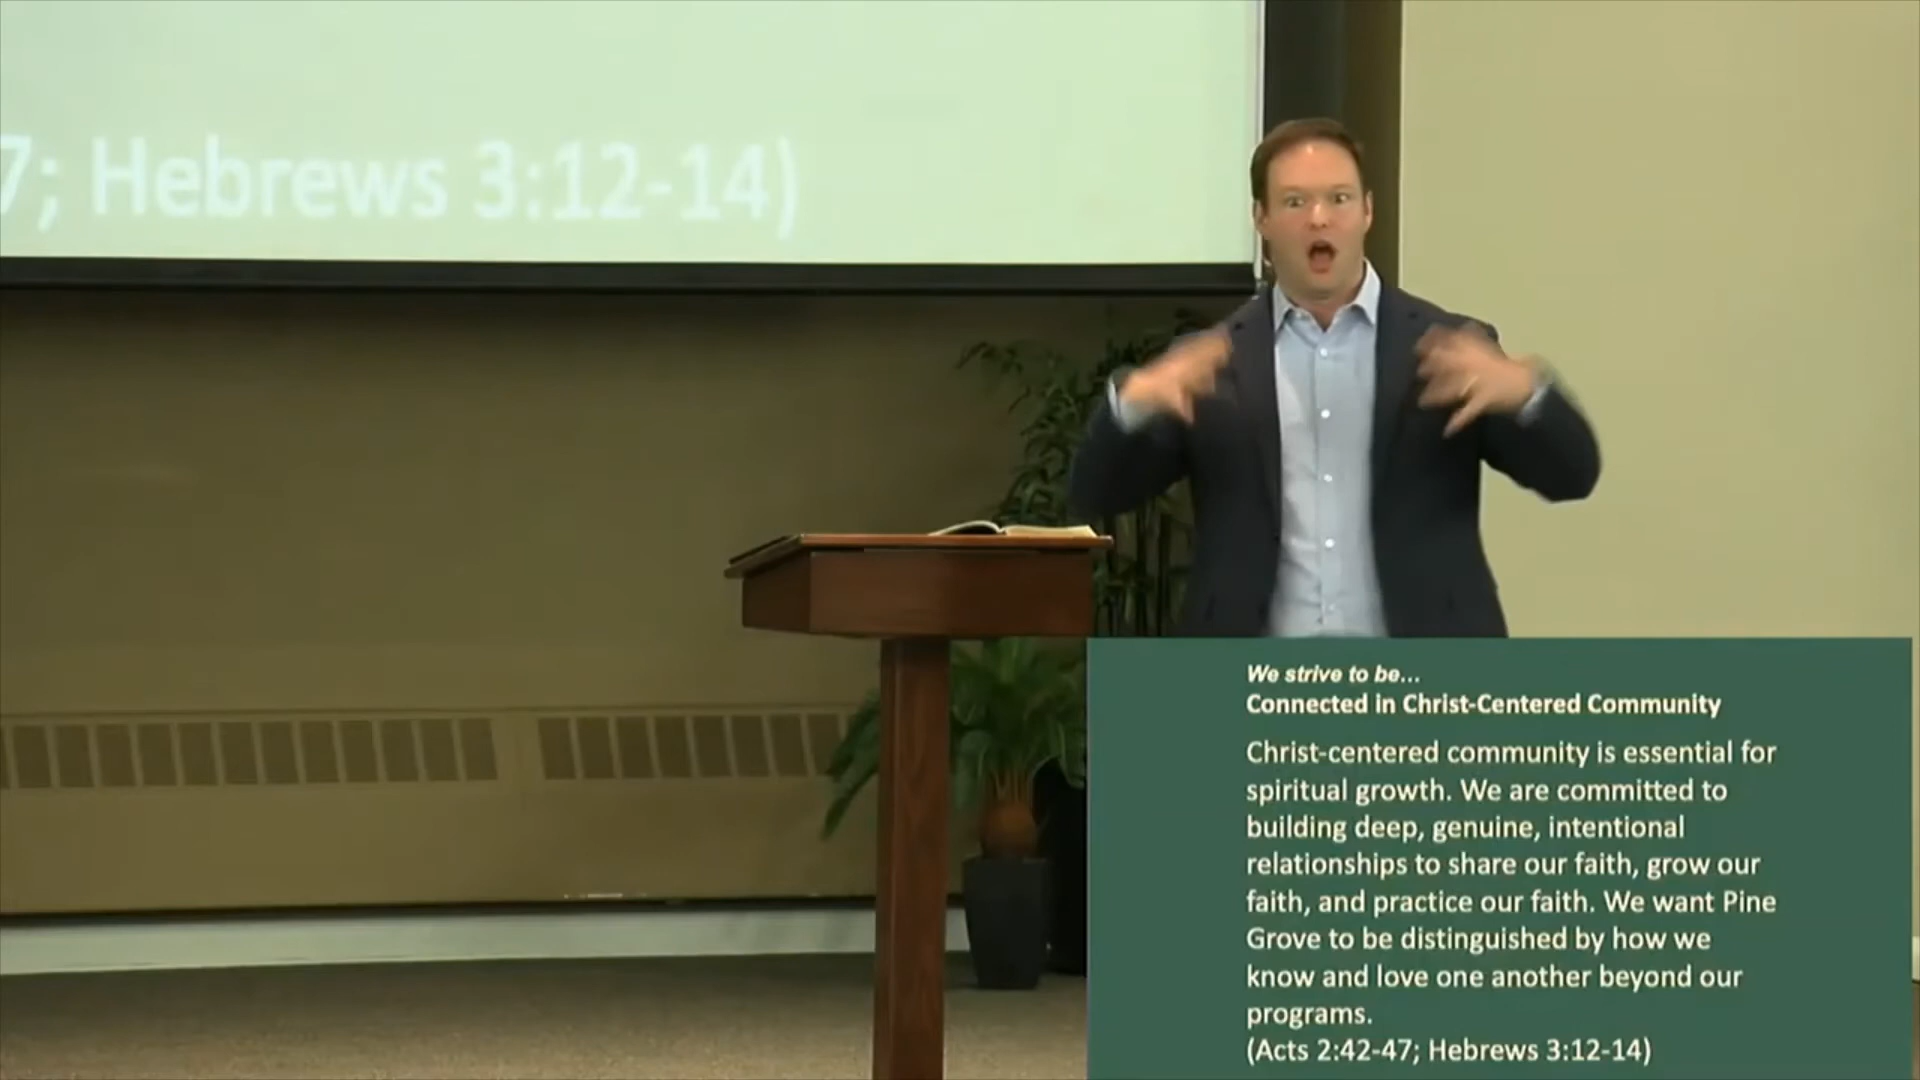 7; Hebrews 3:12-14)
We strive to be...
Connected in Christ-Centered Community
Christ-centered community is essential for
spiritual growth. We are committed to
building deep, genuine, intentional
relationships to share our faith, grow our
faith, and practice our faith. We want Pine
Grove to be distinguished by how we
know and love one another beyond our
programs.
(Acts 2:42-47; Hebrews 3:12-14)